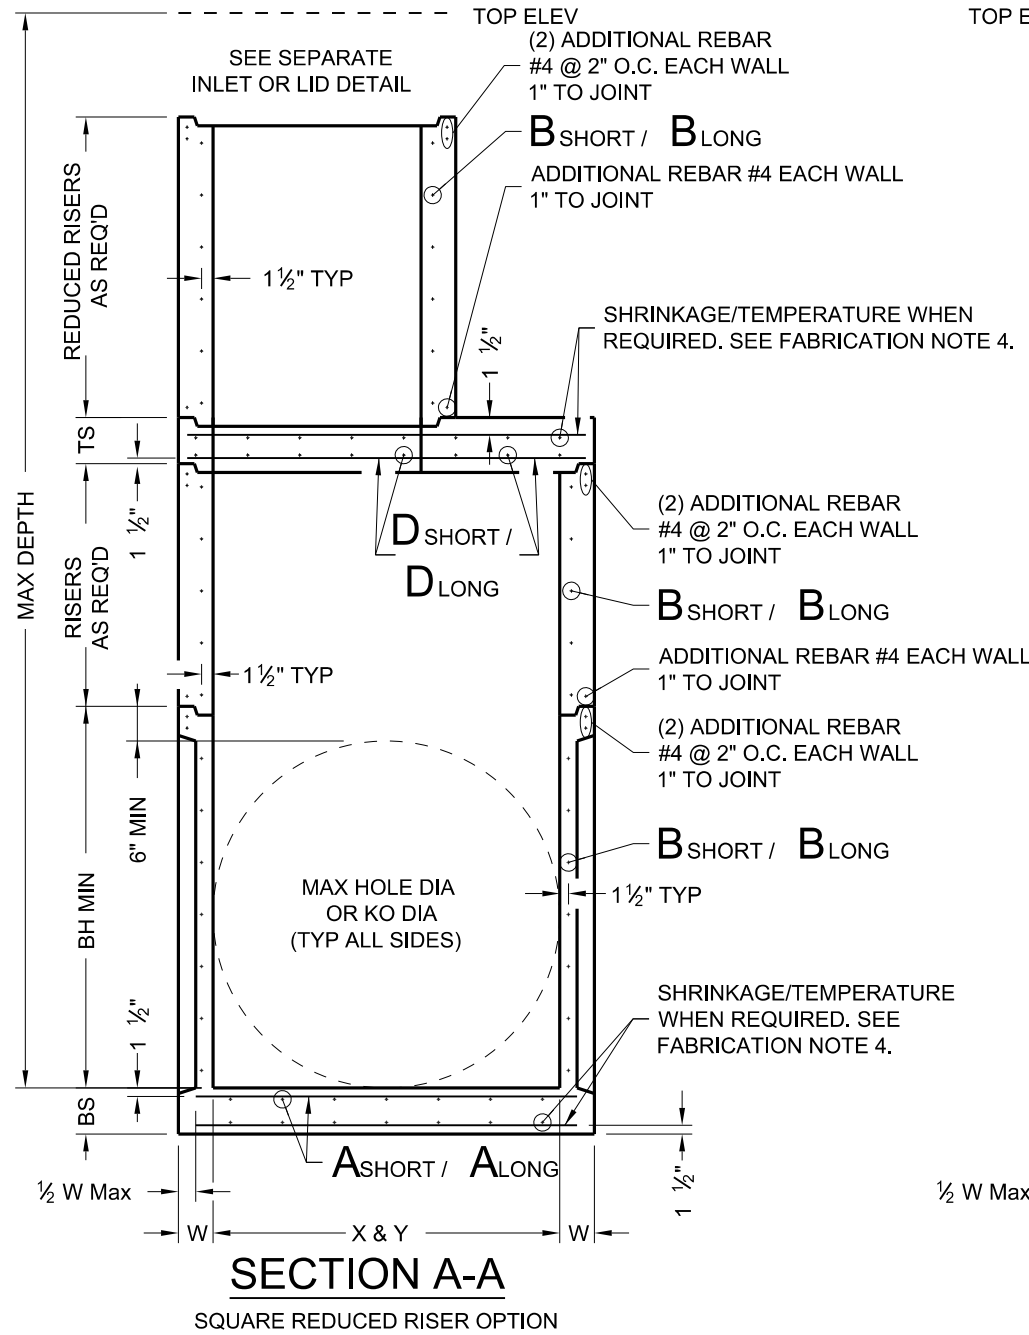 TOP ELEV
TOP E
SEE SEPARATE
INLET OR LID DETAIL
(2) ADDITIONAL REBAR
#4 @ 2" O.C. EACH WALL
1" TO JOINT
B SHORT / B LONG
ADDITIONAL REBAR #4 EACH WALL
1" TO JOINT
REDUCED RISERS
AS REQ'D
1 ½" TYP
1 ½"
SHRINKAGE/TEMPERATURE WHEN
REQUIRED. SEE FABRICATION NOTE 4.
TS
MAX DEPTH
1 ½"
RISERS
AS REQ'D
D SHORT /
D LONG
(2) ADDITIONAL REBAR
#4 @ 2" O.C. EACH WALL
1" TO JOINT
B SHORT / B LONG
1 ½" TYP
ADDITIONAL REBAR #4 EACH WALL
1" TO JOINT
(2) ADDITIONAL REBAR
#4 @ 2" O.C. EACH WALL
1" TO JOINT
6" MIN
BH MIN
B SHORT / B LONG
1 ½" TYP
MAX HOLE DIA
OR KO DIA
(TYP ALL SIDES)
1 ½"
SHRINKAGE/TEMPERATURE
WHEN REQUIRED. SEE
FABRICATION NOTE 4.
BS
A SHORT / A LONG
1 ½"
½ W Max
½ W Max
W
X & Y
W
SECTION A-A
SQUARE REDUCED RISER OPTION